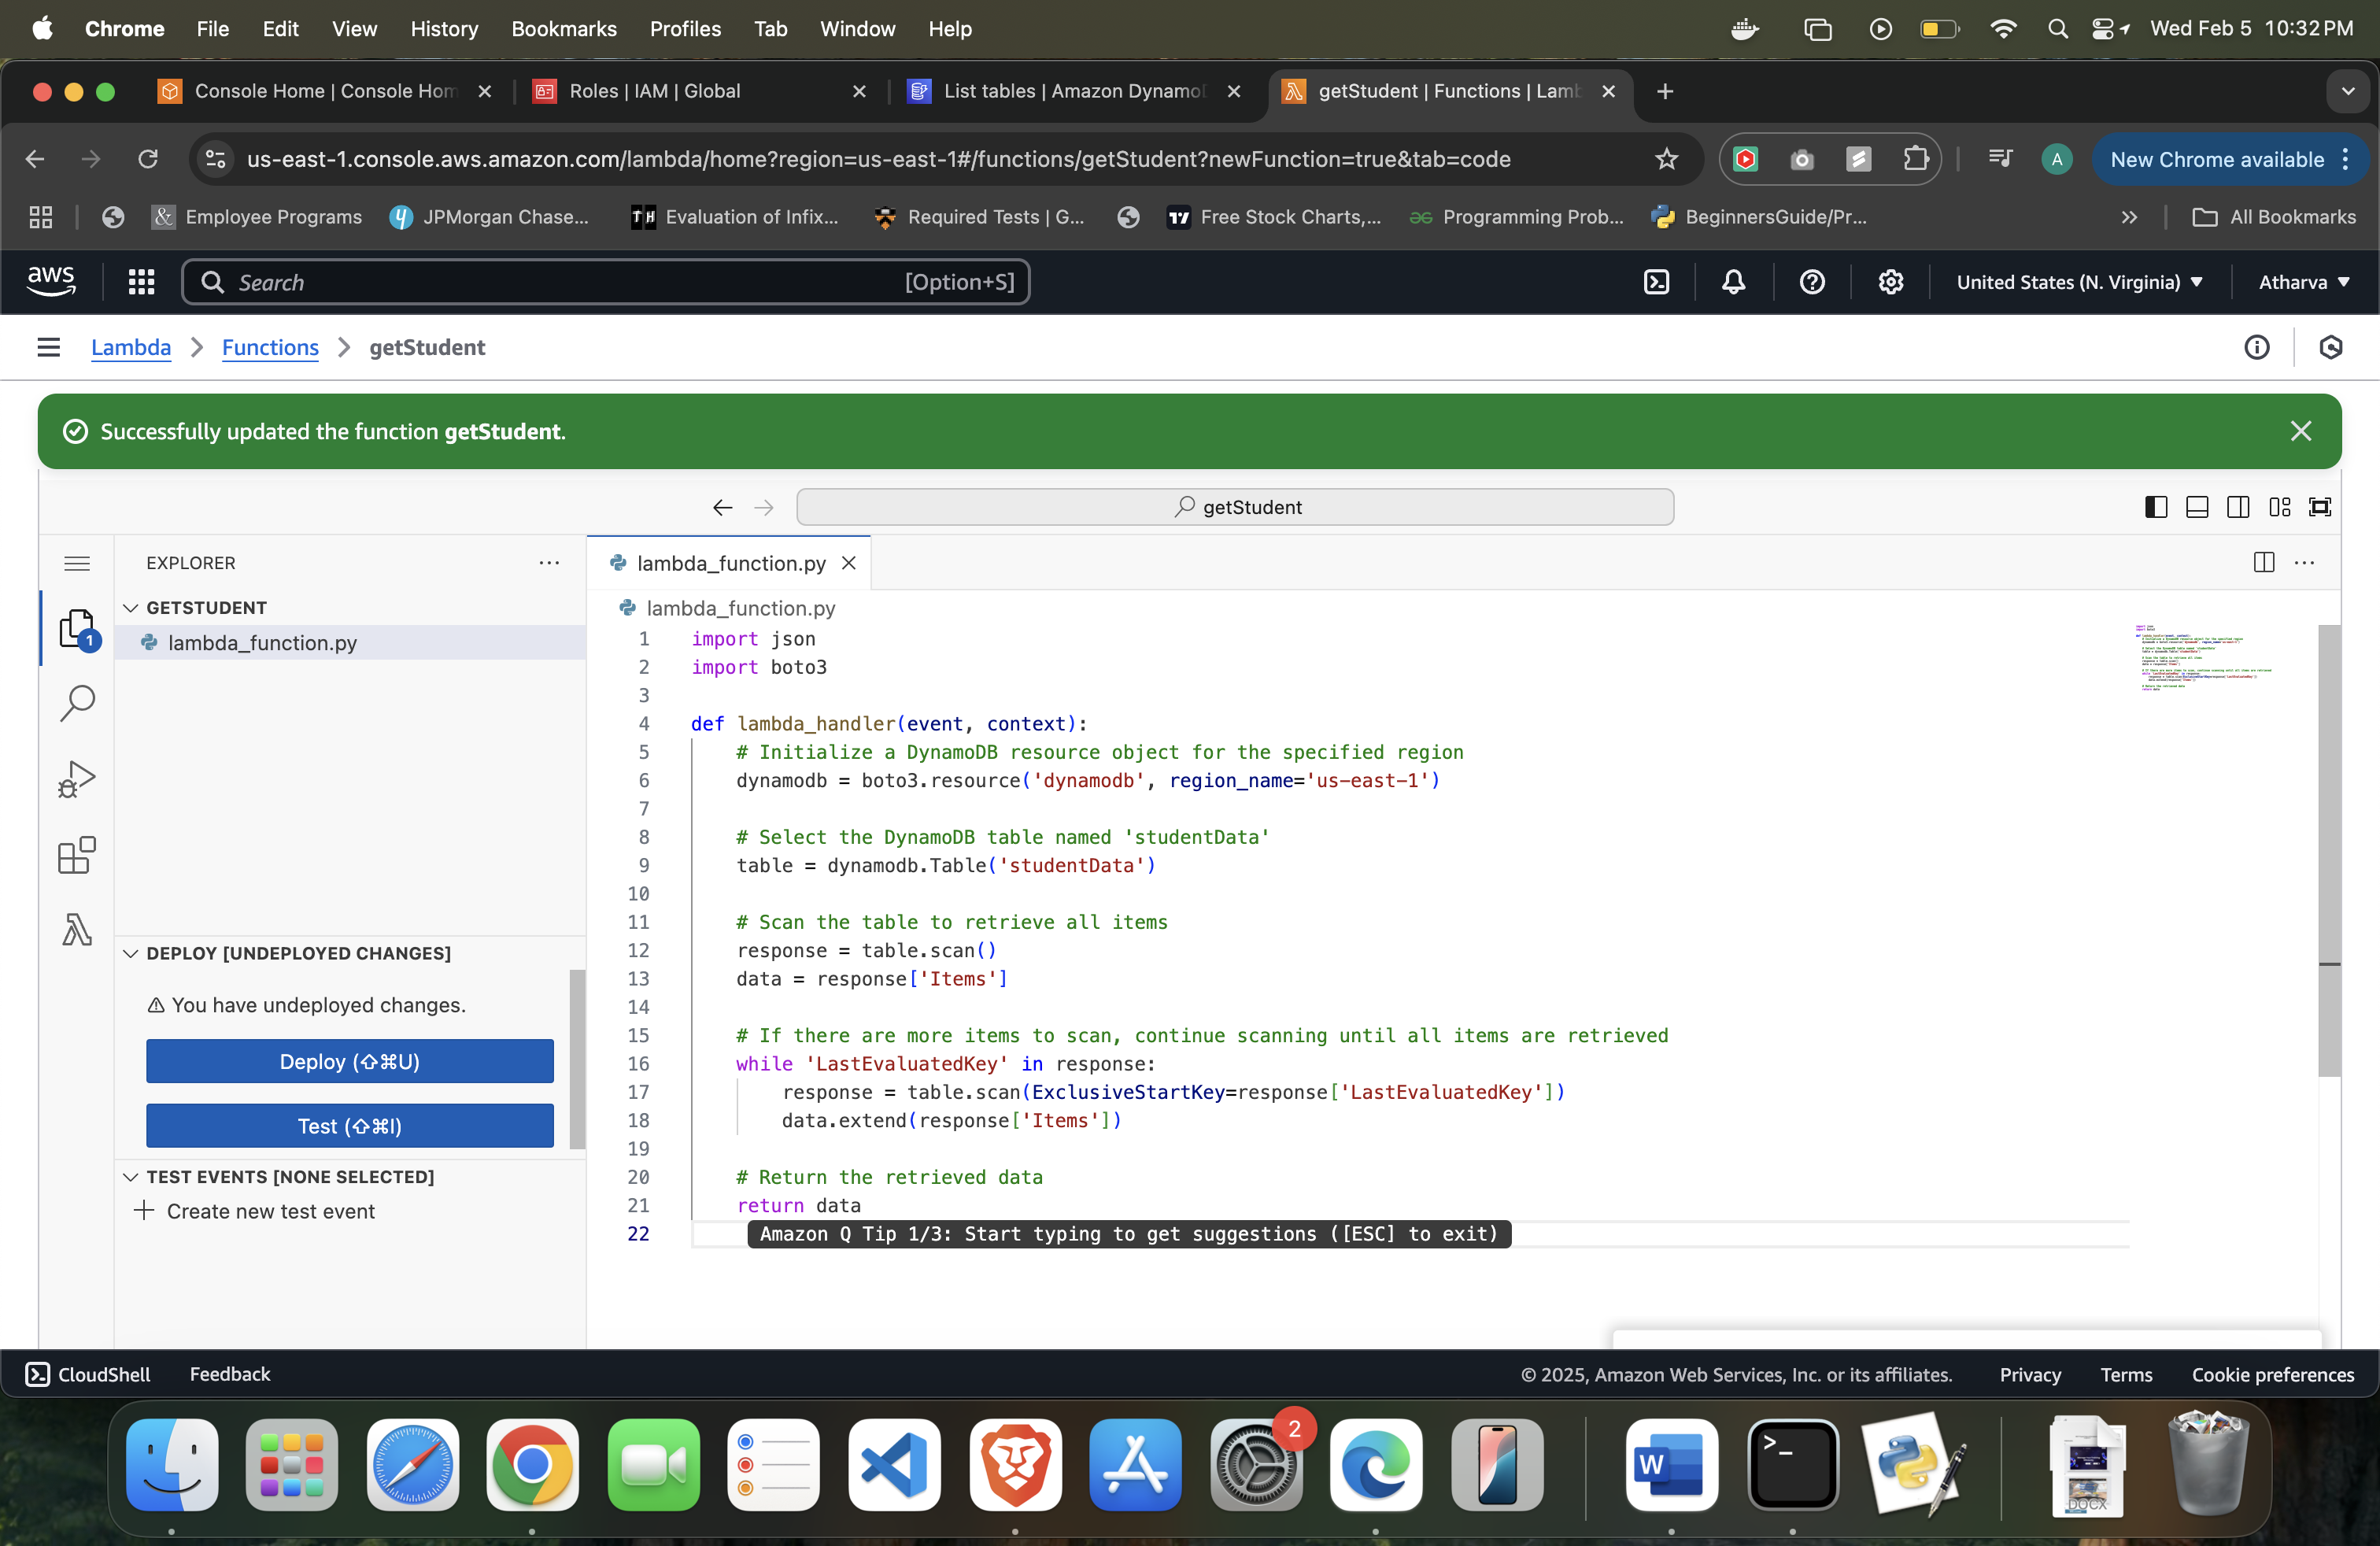 Chrome File Edit View History Bookmarks Profiles Tab Window Help Wed Feb 5 10:32 PM
Console Home | Console Hom Roles | IAM | Global List tables | Amazon Dynamo getStudent | Functions | Lamb
us-east-1.console.aws.amazon.com/lambda/home?region=us-east-1#/functions/getStudent?newFunction=true&tab=code A New Chrome available
Employee Programs JPMorgan Chase... TH Evaluation of Infix... Required Tests | G... Free Stock Charts,... Programming Prob... BeginnersGuide/Pr... All Bookmarks
aws Search [Option+S] United States (N. Virginia) Atharva
Lambda Functions getStudent
Successfully updated the function getStudent.
getStudent
EXPLORER
GETSTUDENT
lambda_function.py
1
DEPLOY [UNDEPLOYED CHANGES]
You have undeployed changes.
Deploy (⇧⌘U)
Test (⇧⌘I)
TEST EVENTS [NONE SELECTED]
Create new test event
lambda_function.py
lambda_function.py
1 import json
2 import boto3
3
4 def lambda_handler(event, context):
5 # Initialize a DynamoDB resource object for the specified region
6 dynamodb = boto3.resource('dynamodb', region_name='us-east-1')
7
8 # Select the DynamoDB table named 'studentData'
9 table = dynamodb.Table('studentData')
10
11 # Scan the table to retrieve all items
12 response = table.scan()
13 data = response['Items']
14
15 # If there are more items to scan, continue scanning until all items are retrieved
16 while 'LastEvaluatedKey' in response:
17 response = table.scan(ExclusiveStartKey=response['LastEvaluatedKey'])
18 data.extend(response['Items'])
19
20 # Return the retrieved data
21 return data
22 Amazon Q Tip 1/3: Start typing to get suggestions ([ESC] to exit)
CloudShell Feedback © 2025, Amazon Web Services, Inc. or its affiliates. Privacy Terms Cookie preferences
2
W
>_
DOCX